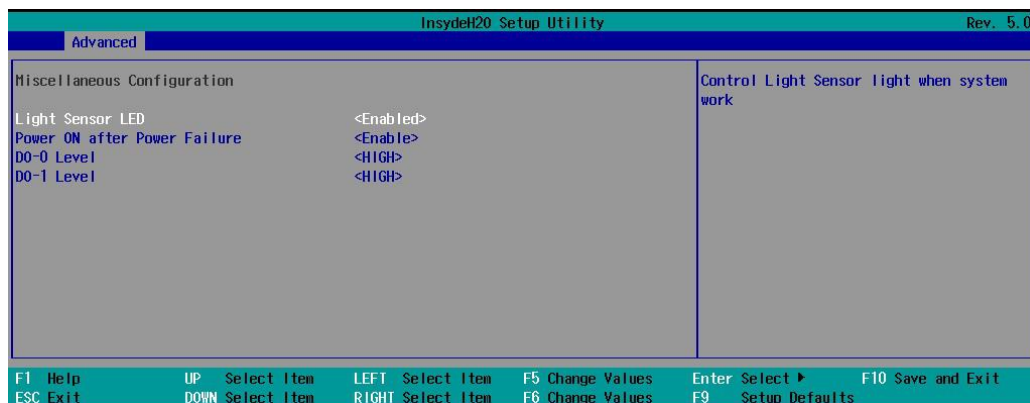 InsydeH2O Setup Utility Rev. 5.0
Advanced
Miscellaneous Configuration
Light Sensor LED <Enabled>
Power ON after Power Failure <Enable>
DO-0 Level <HIGH>
DO-1 Level <HIGH>
Control Light Sensor light when system
work
F1 Help UP Select Item LEFT Select Item F5 Change Values Enter Select ▶ F10 Save and Exit
ESC Exit DOWN Select Item RIGHT Select Item F6 Change Values F9 Setup Defaults